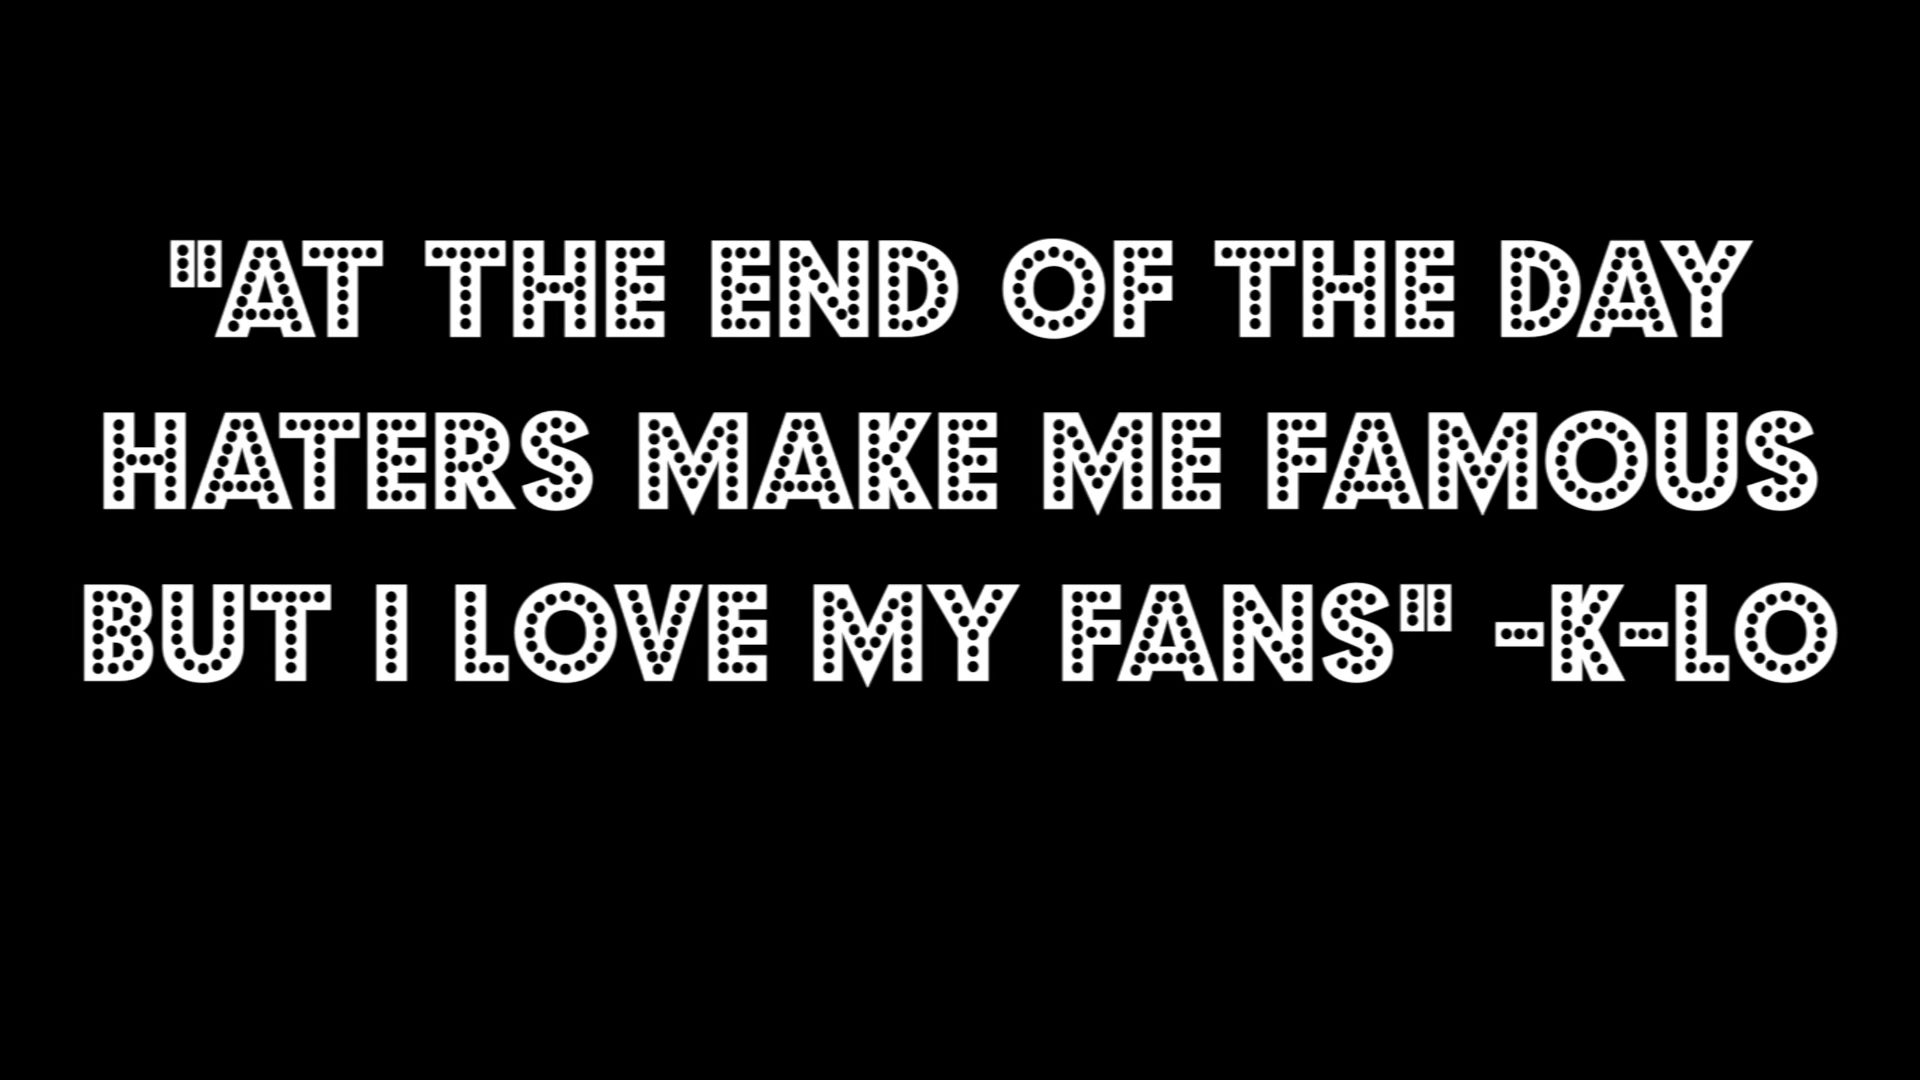 "AT THE END OF THE DAY
HATERS MAKE ME FAMOUS
BUT I LOVE MY FANS" -K-LO